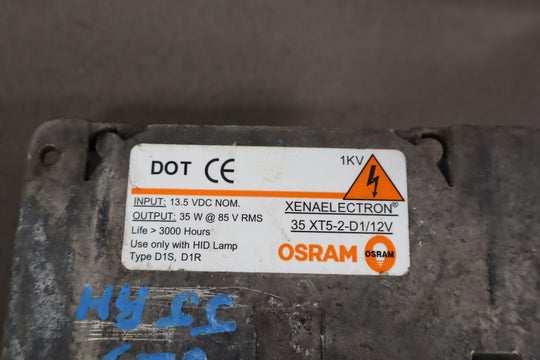 DOT CE
1KV
INPUT: 13.5 VDC NOM.
OUTPUT: 35 W @ 85 V RMS
Life > 3000 Hours
Use only with HID Lamp
Type D1S, D1R
XENAELECTRON®
35 XT5-2-D1/12V
OSRAM OSRAM